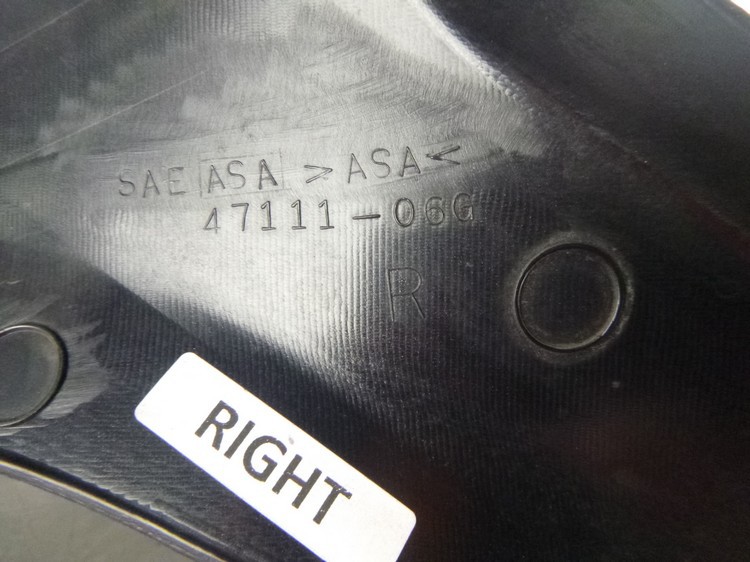 SAE ASA >ASA<
47111-06G
R
RIGHT